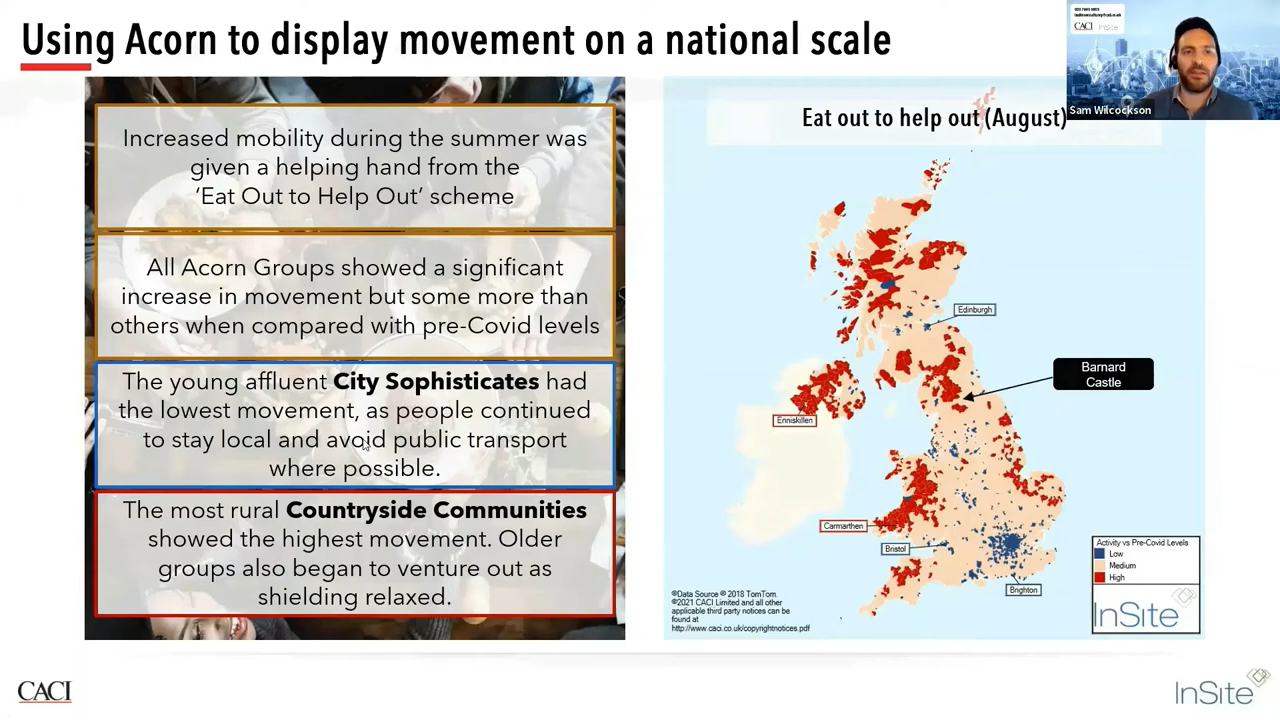 Using Acorn to display movement on a national scale
CACI InSite
Sam Wilcockson
Increased mobility during the summer was
given a helping hand from the
'Eat Out to Help Out' scheme
All Acorn Groups showed a significant
increase in movement but some more than
others when compared with pre-Covid levels
The young affluent City Sophisticates had
the lowest movement, as people continued
to stay local and avoid public transport
where possible.
The most rural Countryside Communities
showed the highest movement. Older
groups also began to venture out as
shielding relaxed.
Eat out to help out (August)
Edinburgh
Barnard
Castle
Enniskillen
Carmarthen
Bristol
Brighton
Activity vs Pre-Covid Levels
Low
Medium
High
InSite
©Data Source © 2018 TomTom.
©2021 CACI Limited and all other
applicable third party notices can be
found at
http://www.caci.co.uk/copyrightnotices.pdf
CACI
InSite